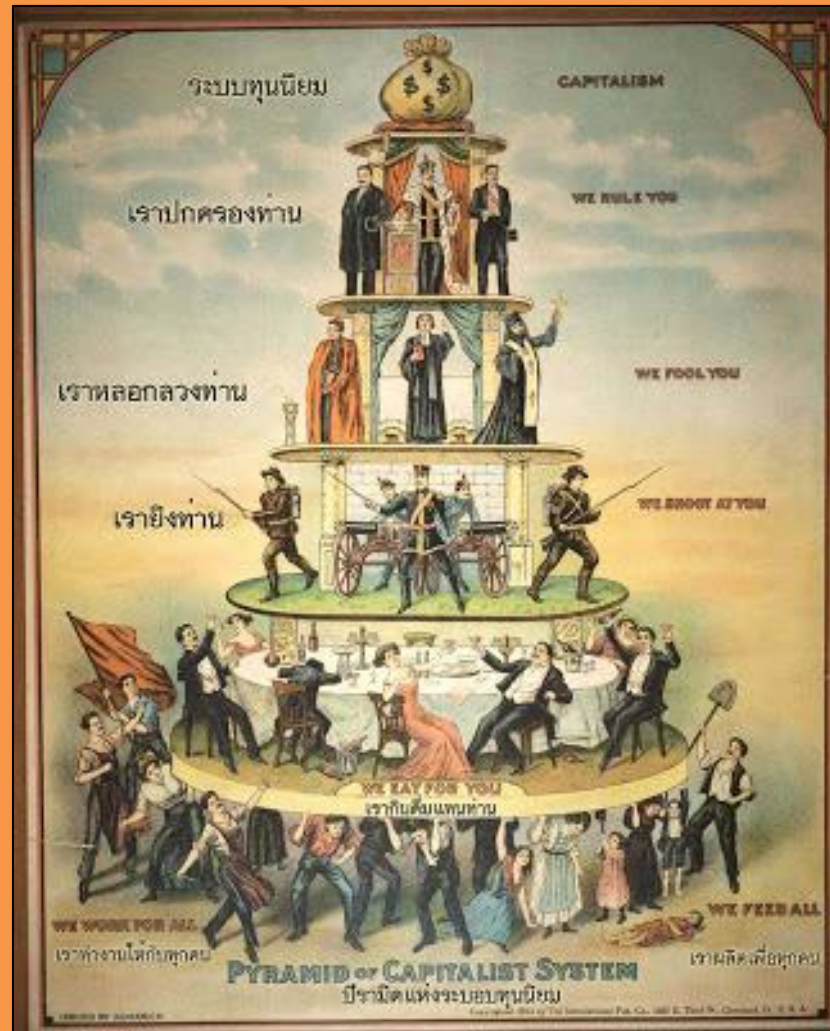 ระบบทุนนิยม
CAPITALISM
เราปกครองท่าน
WE RULE YOU
เราหลอกลวงท่าน
WE FOOL YOU
เรายิงท่าน
WE SHOOT AT YOU
WE EAT FOR YOU
เรากินดื่มแทนท่าน
WE WORK FOR ALL
WE FEED ALL
เราทำงานให้กับทุกคน
เราผลิตเพื่อทุกคน
PYRAMID OF CAPITALIST SYSTEM
ปิรามิดแห่งระบอบทุนนิยม